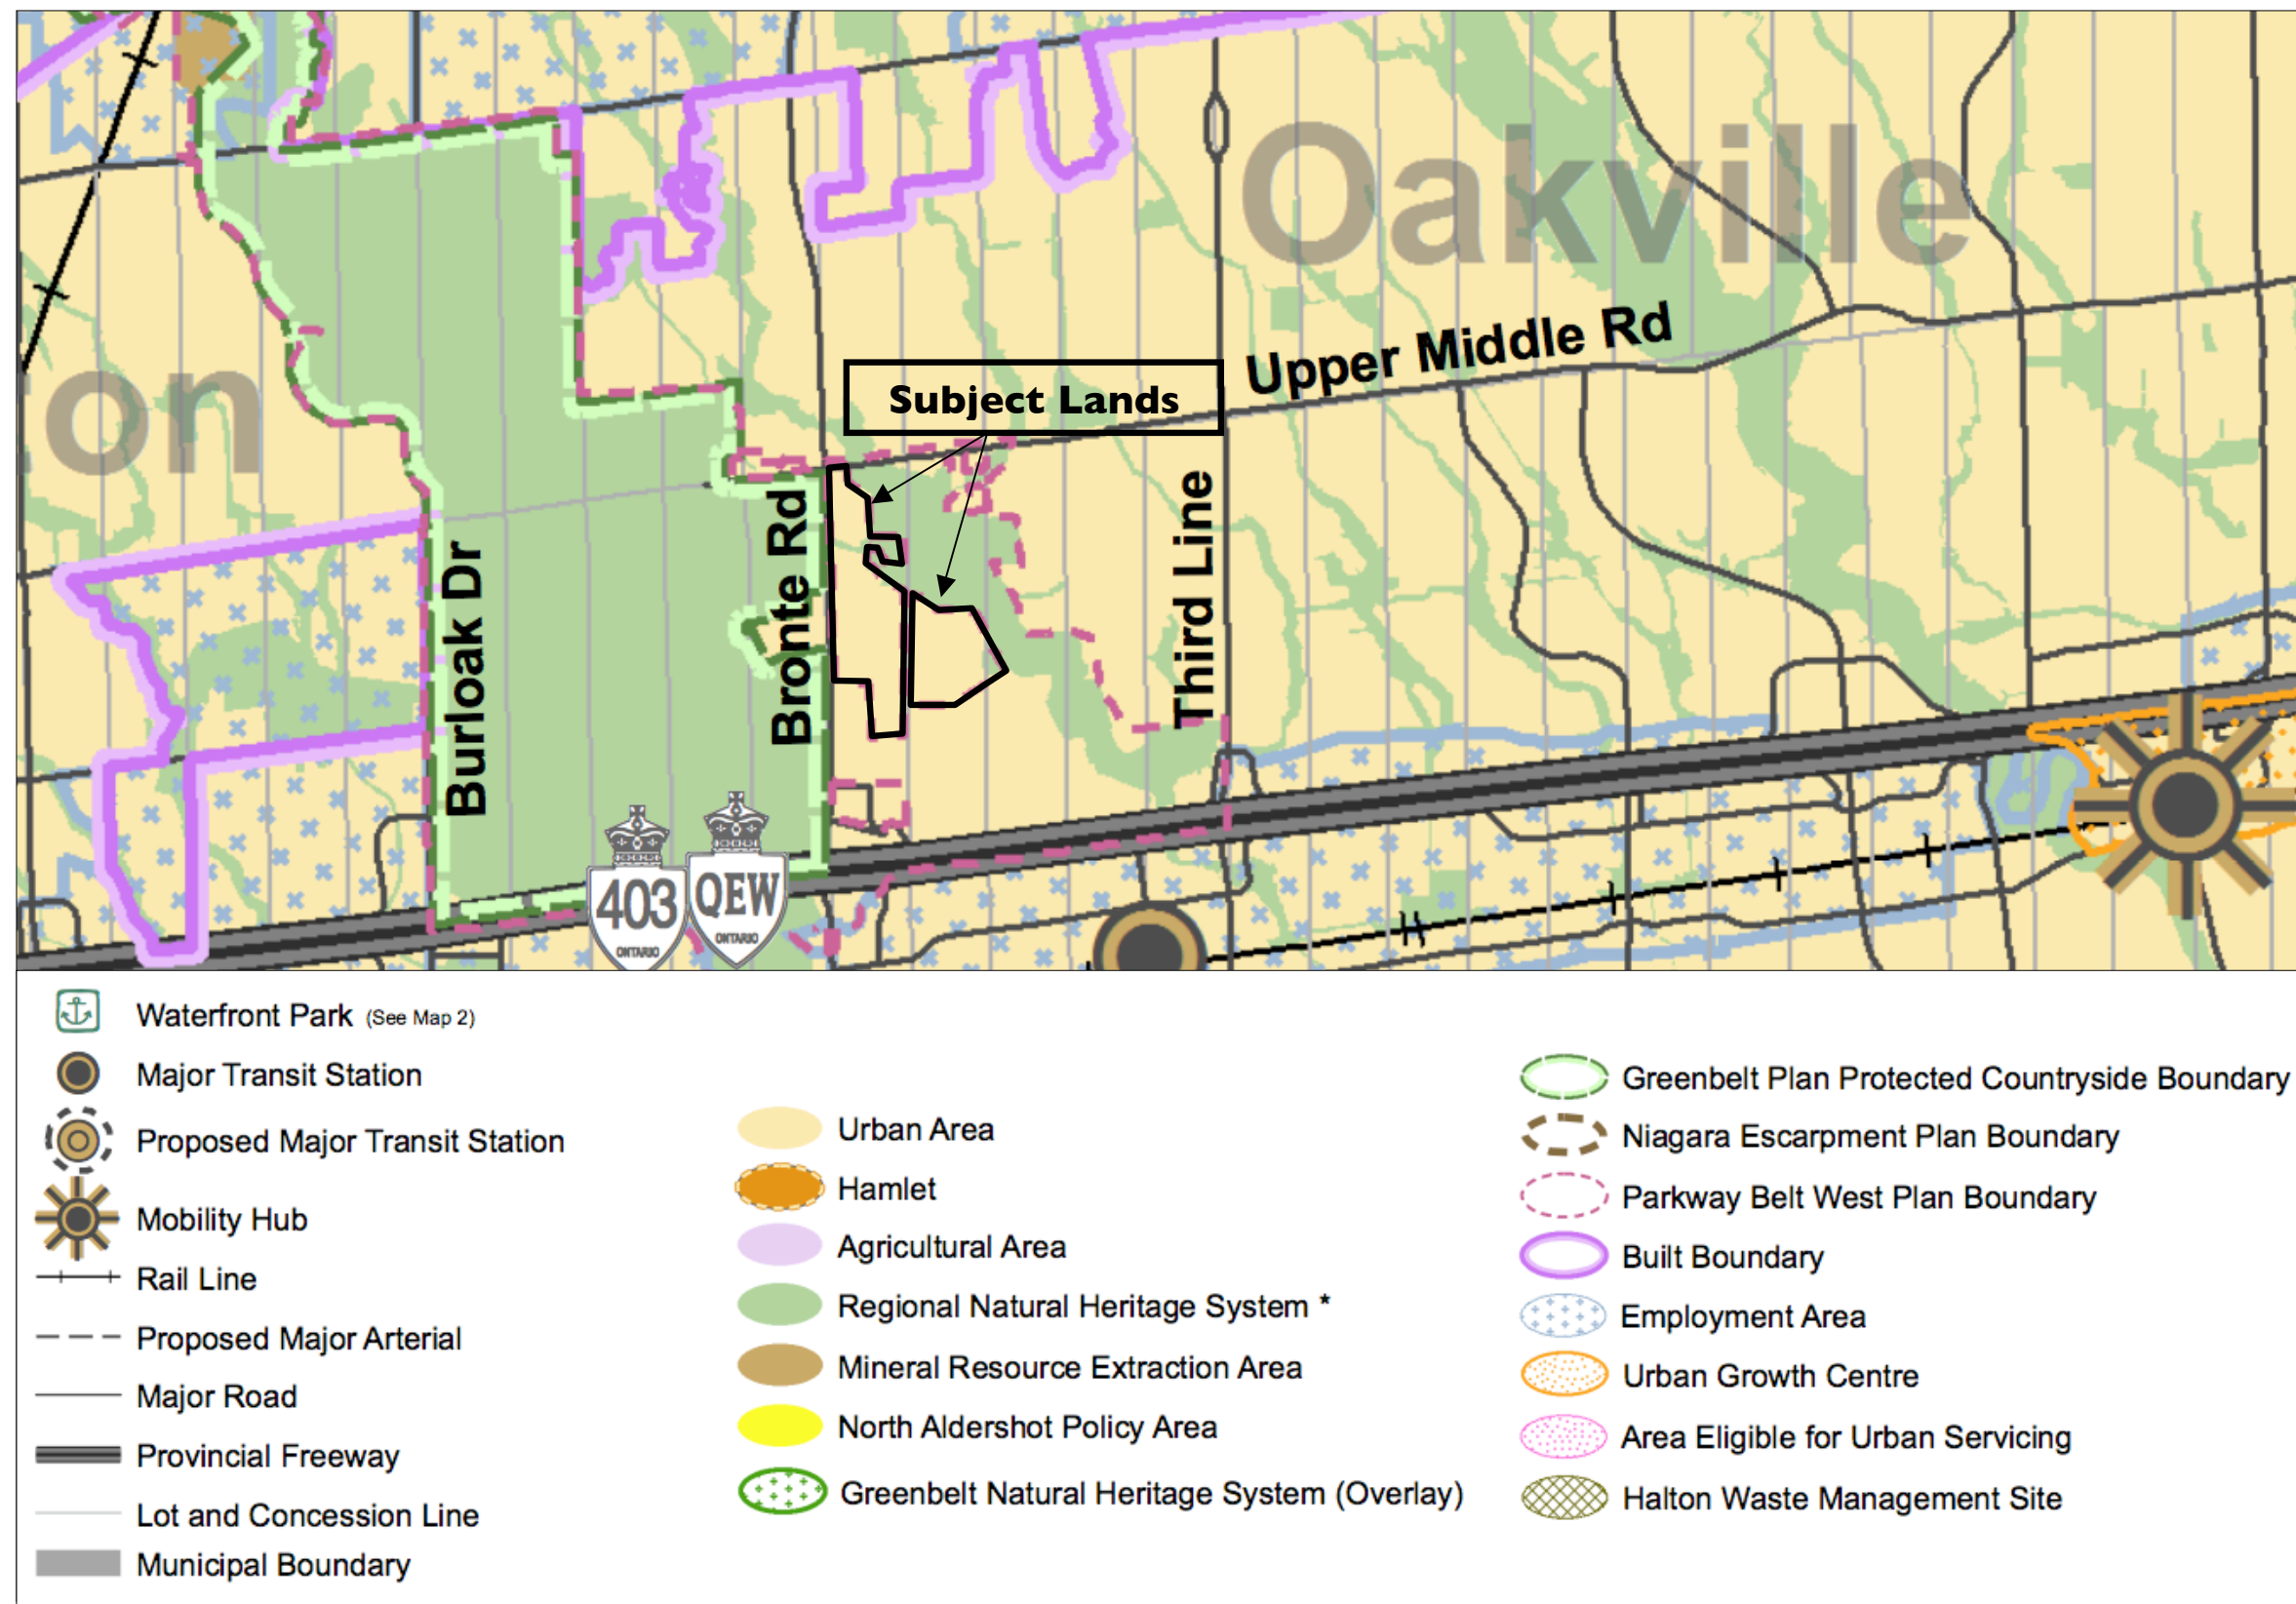 Oakville
on
Upper Middle Rd
Subject Lands
Burloak Dr
Bronte Rd
Third Line
403
ONTARIO
QEW
ONTARIO
Waterfront Park (See Map 2)
Major Transit Station
Proposed Major Transit Station
Mobility Hub
Rail Line
Proposed Major Arterial
Major Road
Provincial Freeway
Lot and Concession Line
Municipal Boundary
Urban Area
Hamlet
Agricultural Area
Regional Natural Heritage System *
Mineral Resource Extraction Area
North Aldershot Policy Area
Greenbelt Natural Heritage System (Overlay)
Greenbelt Plan Protected Countryside Boundary
Niagara Escarpment Plan Boundary
Parkway Belt West Plan Boundary
Built Boundary
Employment Area
Urban Growth Centre
Area Eligible for Urban Servicing
Halton Waste Management Site